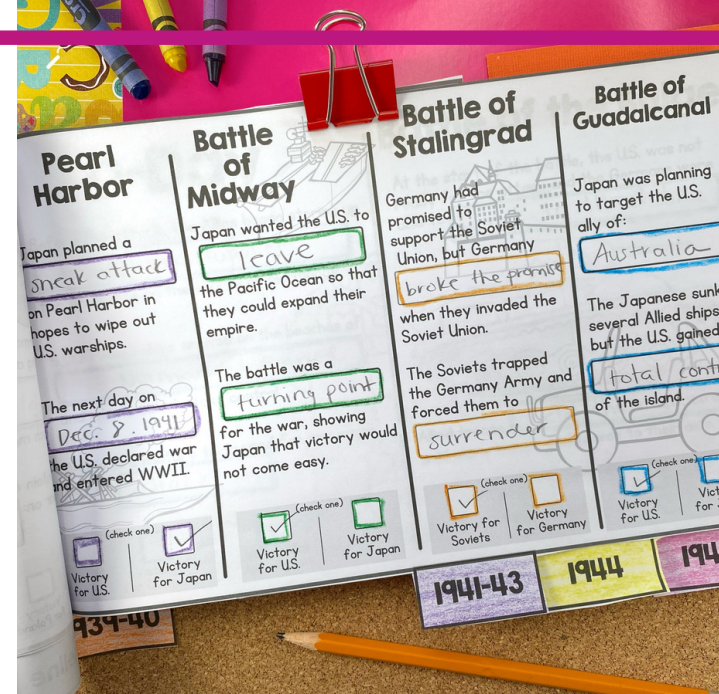 Pearl
Harbor
Japan planned a
sneak attack
on Pearl Harbor in
hopes to wipe out
U.S. warships.
The next day on
Dec. 8. 1941
the U.S. declared war
and entered WWII.
(check one)
Victory
for U.S.
Victory
for Japan
Battle
of
Midway
Japan wanted the U.S. to
leave
the Pacific Ocean so that
they could expand their
empire.
The battle was a
turning point
for the war, showing
Japan that victory would
not come easy.
(check one)
Victory
for U.S.
Victory
for Japan
Battle of
Stalingrad
Germany had
promised to
support the Soviet
Union, but Germany
broke the promise
when they invaded the
Soviet Union.
The Soviets trapped
the Germany Army and
forced them to
surrender
(check one)
Victory for
Soviets
Victory
for Germany
Battle of
Guadalcanal
Japan was planning
to target the U.S.
ally of:
Australia
The Japanese sunk
several Allied ships
but the U.S. gained
total cont
of the island.
(check one)
Victory
for U.S.
Vict
for
939-40
1941-43
1944
194